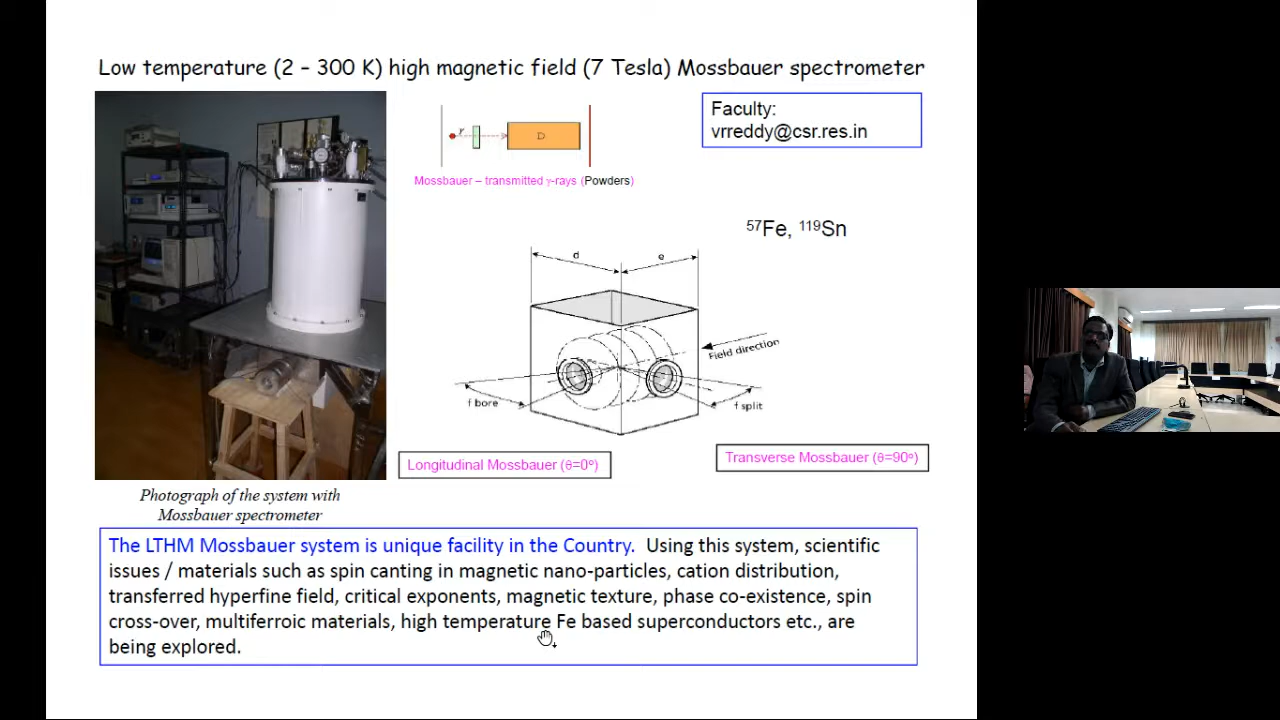 Low temperature (2 – 300 K) high magnetic field (7 Tesla) Mossbauer spectrometer
Faculty:
vrreddy@csr.res.in
γ
D
Mossbauer – transmitted γ-rays (Powders)
57Fe, 119Sn
d
e
Field direction
f bore
f split
Longitudinal Mossbauer (θ=0º)
Transverse Mossbauer (θ=90º)
Photograph of the system with
Mossbauer spectrometer
The LTHM Mossbauer system is unique facility in the Country. Using this system, scientific
issues / materials such as spin canting in magnetic nano-particles, cation distribution,
transferred hyperfine field, critical exponents, magnetic texture, phase co-existence, spin
cross-over, multiferroic materials, high temperature Fe based superconductors etc., are
being explored.